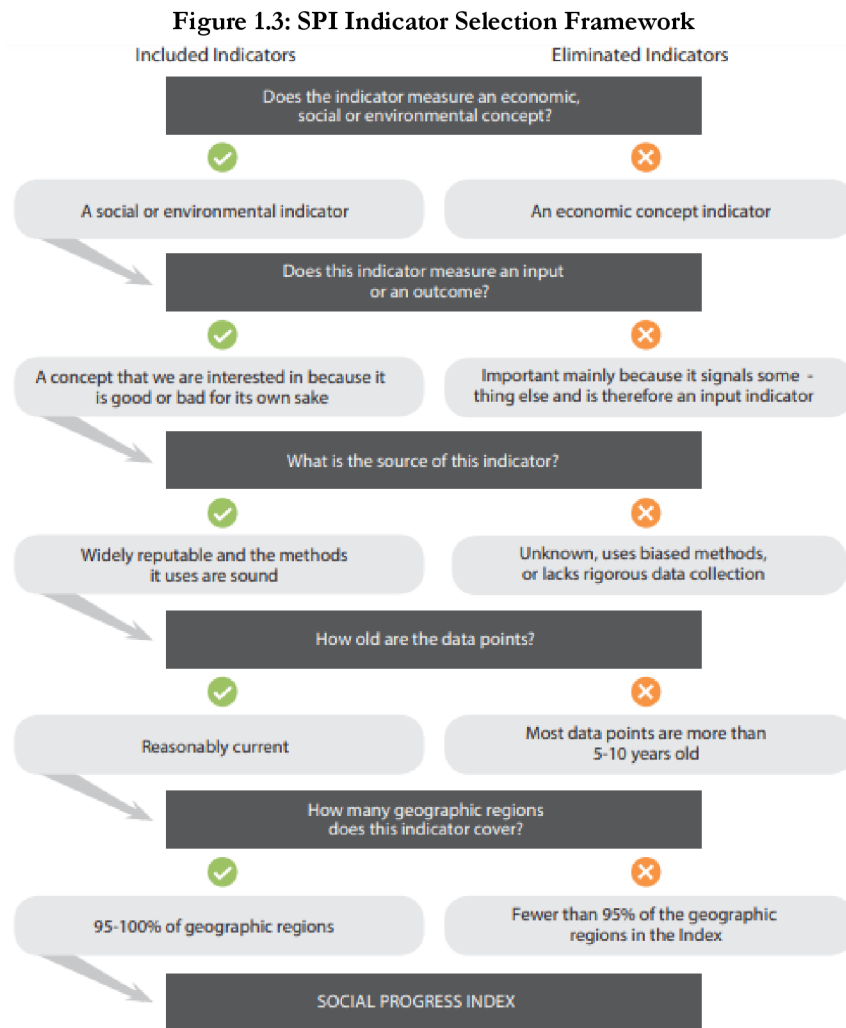 Figure 1.3: SPI Indicator Selection Framework
Included Indicators
Eliminated Indicators
Does the indicator measure an economic,
social or environmental concept?
A social or environmental indicator
An economic concept indicator
Does this indicator measure an input
or an outcome?
A concept that we are interested in because it
is good or bad for its own sake
Important mainly because it signals some -
thing else and is therefore an input indicator
What is the source of this indicator?
Widely reputable and the methods
it uses are sound
Unknown, uses biased methods,
or lacks rigorous data collection
How old are the data points?
Reasonably current
Most data points are more than
5-10 years old
How many geographic regions
does this indicator cover?
95-100% of geographic regions
Fewer than 95% of the geographic
regions in the Index
SOCIAL PROGRESS INDEX